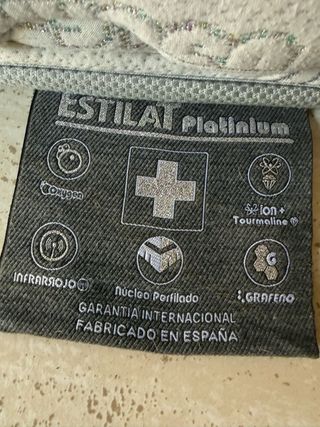 ESTILAT Platinium
Oxygen
ion +
Tourmaline
INFRARROJO
Núcleo Perfilado
G
GRAFENO
GARANTIA INTERNACIONAL
FABRICADO EN ESPAÑA